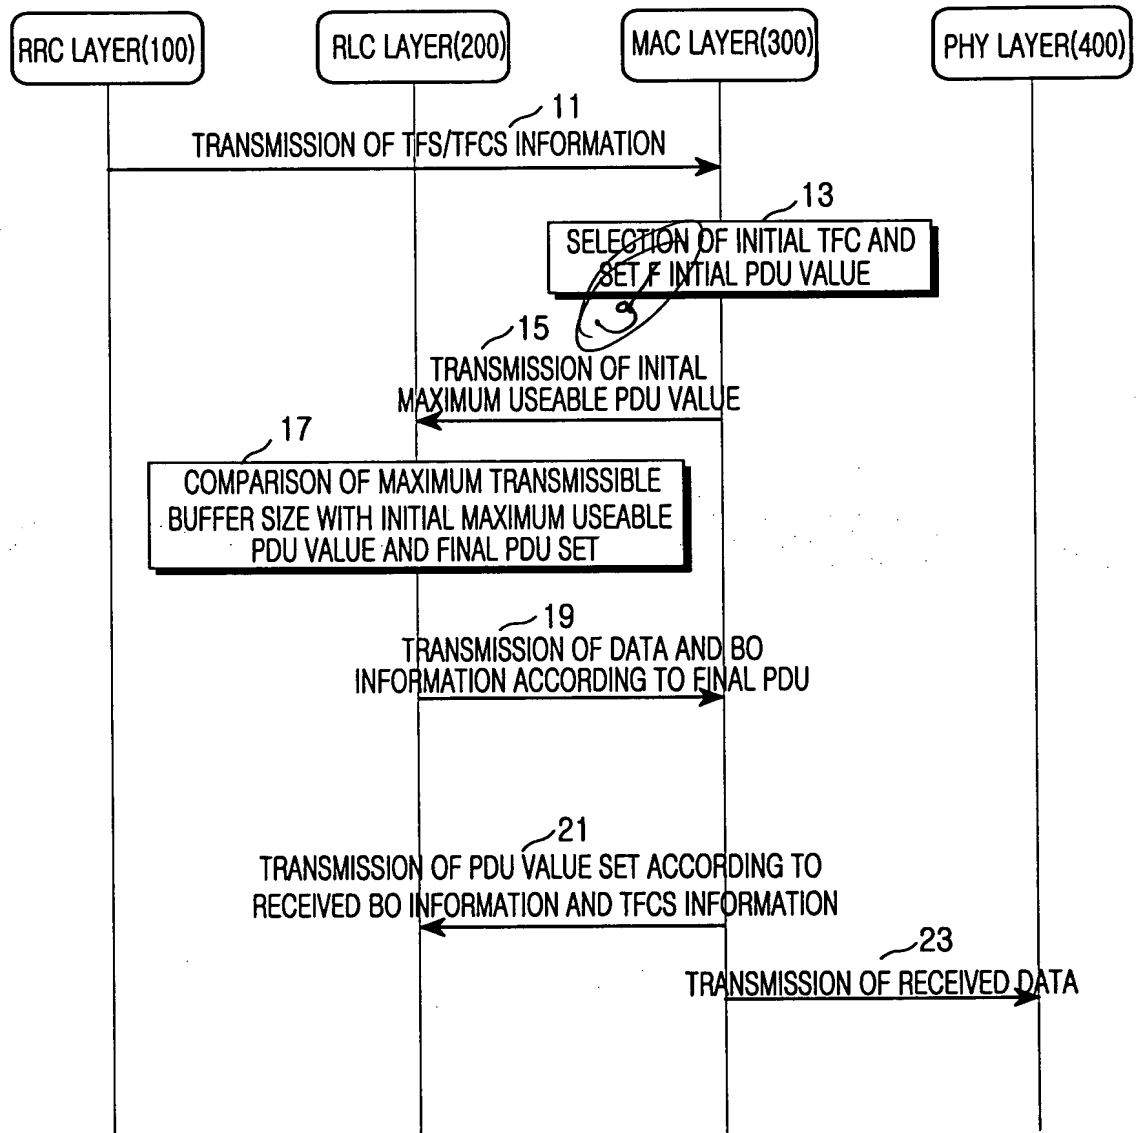 RRC LAYER(100)
RLC LAYER(200)
MAC LAYER(300)
PHY LAYER(400)
11
TRANSMISSION OF TFS/TFCS INFORMATION
13
SELECTION OF INITIAL TFC AND
SET F INTIAL PDU VALUE
15
TRANSMISSION OF INITAL
MAXIMUM USEABLE PDU VALUE
17
COMPARISON OF MAXIMUM TRANSMISSIBLE
BUFFER SIZE WITH INITIAL MAXIMUM USEABLE
PDU VALUE AND FINAL PDU SET
19
TRANSMISSION OF DATA AND BO
INFORMATION ACCORDING TO FINAL PDU
21
TRANSMISSION OF PDU VALUE SET ACCORDING TO
RECEIVED BO INFORMATION AND TFCS INFORMATION
23
TRANSMISSION OF RECEIVED DATA